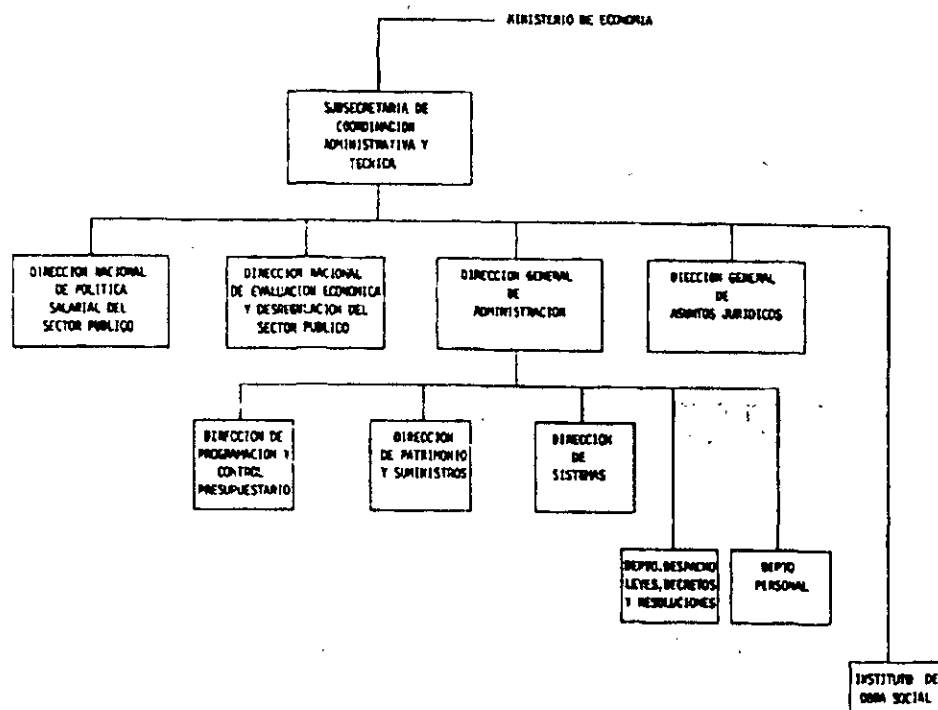 MINISTERIO DE ECONOMIA
SUBSECRETARIA DE
COORDINACION
ADMINISTRATIVA Y
TECNICA
DIRECCION NACIONAL
DE POLITICA
SALARIAL DEL
SECTOR PUBLICO
DIRECCION NACIONAL
DE EVALUACION ECONOMICA
Y DESREGULACION DEL
SECTOR PUBLICO
DIRECCION GENERAL
DE
ADMINISTRACION
DIECCION GENERAL
DE
ASUNTOS JURIDICOS
DIRECCION DE
PROGRAMACION Y
CONTROL
PRESUPUESTARIO
DIRECCION
DE PATRIMONIO
Y SUMINISTROS
DIRECCION
DE
SISTEMAS
DEPTO. DESPACHO
LEYES, DECRETOS
Y RESOLUCIONES
DEPTO
PERSONAL
INSTITUTO DE
OBRA SOCIAL